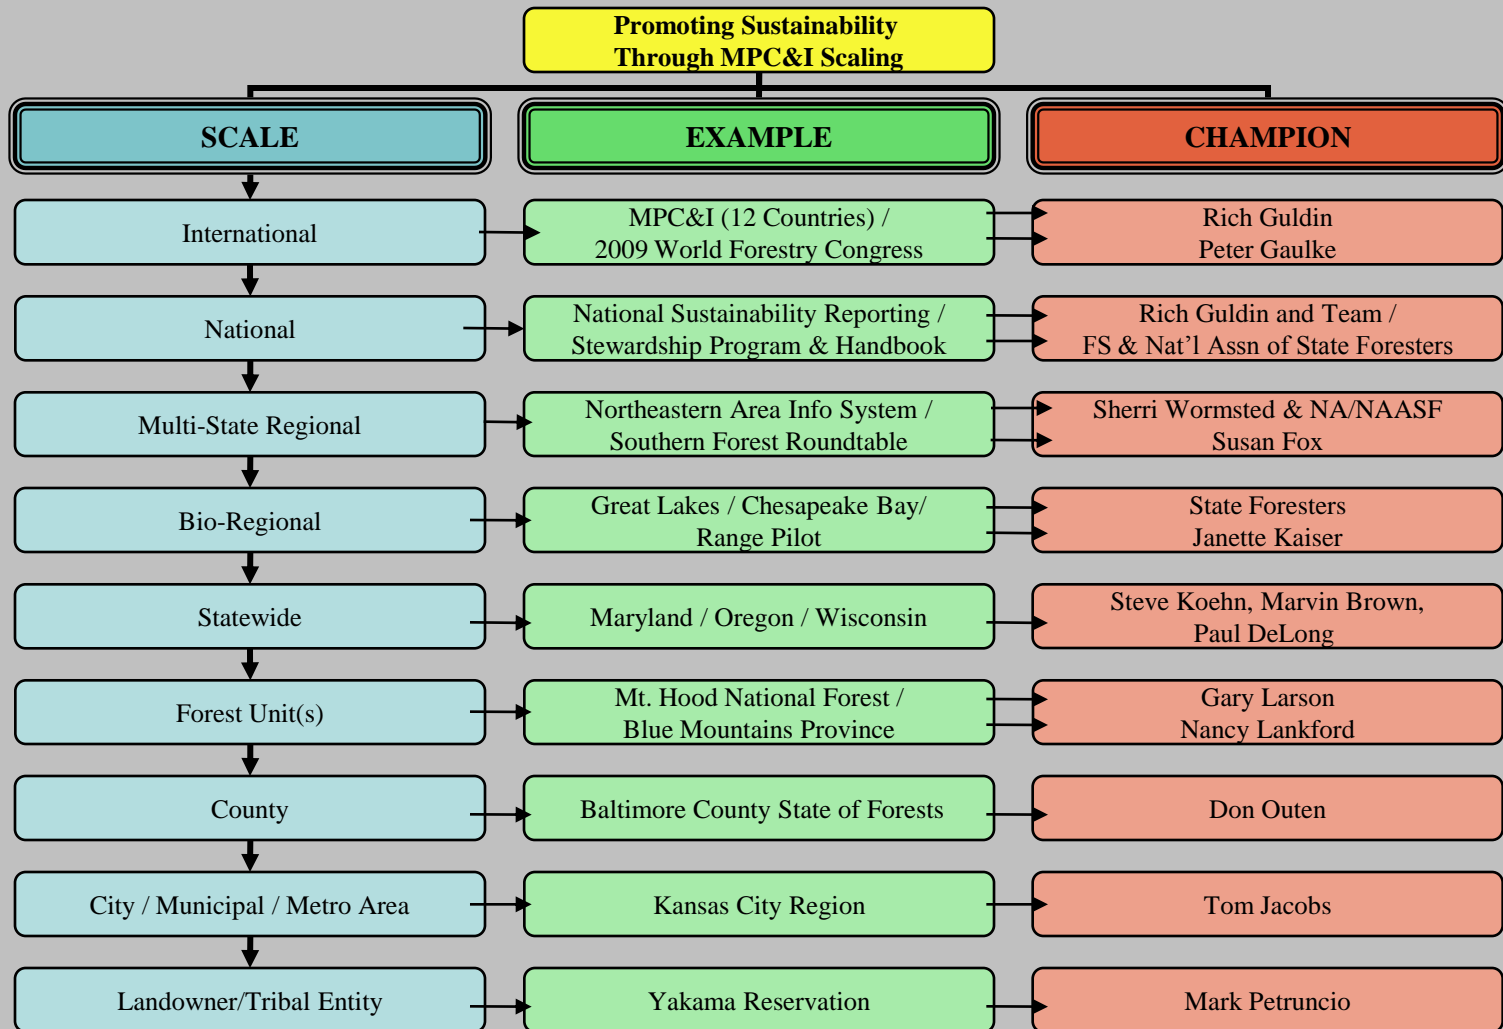 Promoting Sustainability
Through MPC&I Scaling
SCALE
EXAMPLE
CHAMPION
International
MPC&I (12 Countries) /
2009 World Forestry Congress
Rich Guldin
Peter Gaulke
National
National Sustainability Reporting /
Stewardship Program & Handbook
Rich Guldin and Team /
FS & Nat’l Assn of State Foresters
Multi-State Regional
Northeastern Area Info System /
Southern Forest Roundtable
Sherri Wormsted & NA/NAASF
Susan Fox
Bio-Regional
Great Lakes / Chesapeake Bay/
Range Pilot
State Foresters
Janette Kaiser
Statewide
Maryland / Oregon / Wisconsin
Steve Koehn, Marvin Brown,
Paul DeLong
Forest Unit(s)
Mt. Hood National Forest /
Blue Mountains Province
Gary Larson
Nancy Lankford
County
Baltimore County State of Forests
Don Outen
City / Municipal / Metro Area
Kansas City Region
Tom Jacobs
Landowner/Tribal Entity
Yakama Reservation
Mark Petruncio